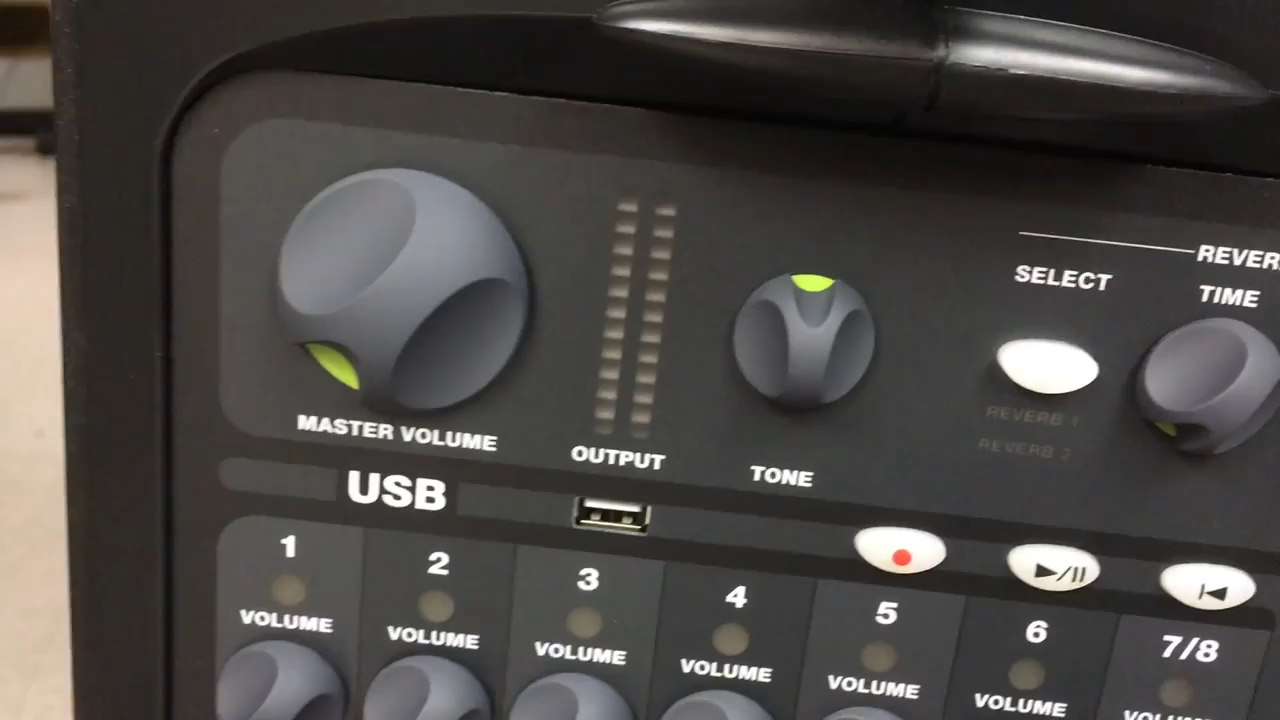 REVER
SELECT
TIME
REVERB 1
REVERB 2
MASTER VOLUME
OUTPUT
TONE
USB
1
2
3
4
5
6
7/8
VOLUME
VOLUME
VOLUME
VOLUME
VOLUME
VOLUME
VOLUME